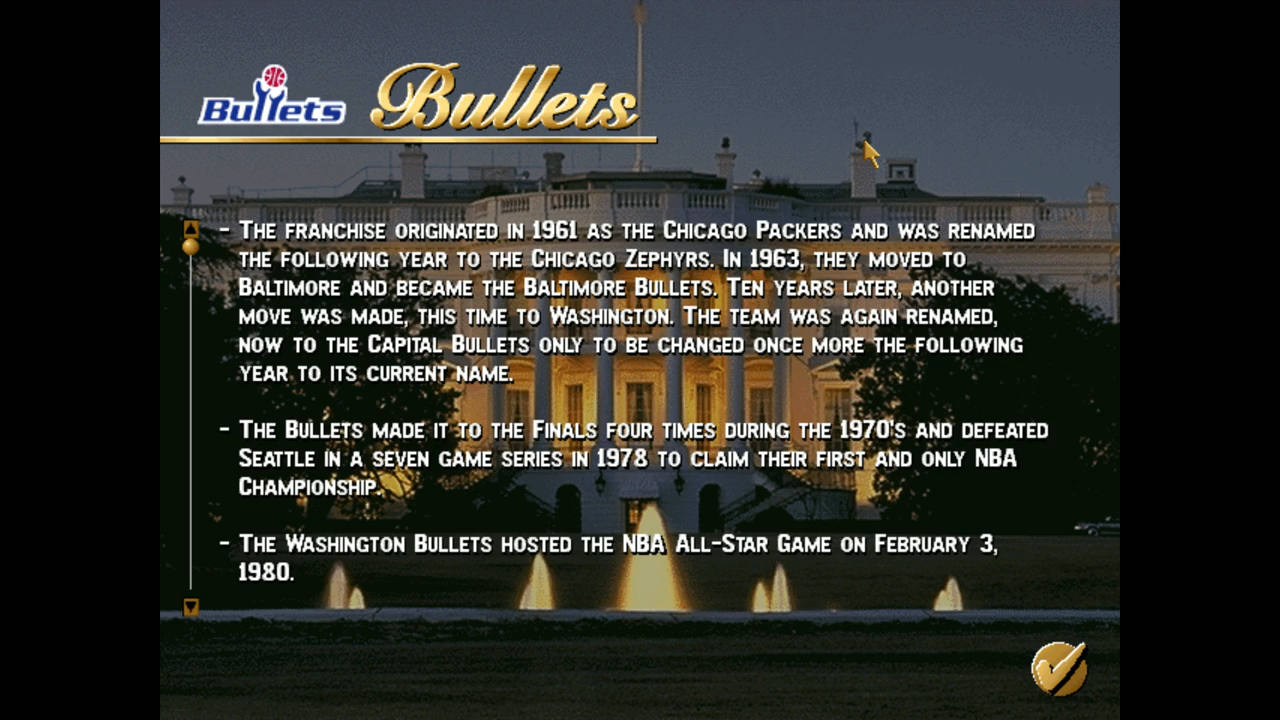 Bullets Bullets
- The franchise originated in 1961 as the Chicago Packers and was renamed
the following year to the Chicago Zephyrs. In 1963, they moved to
Baltimore and became the Baltimore Bullets. Ten years later, another
move was made, this time to Washington. The team was again renamed,
now to the Capital Bullets only to be changed once more the following
year to its current name.
- The Bullets made it to the Finals four times during the 1970's and defeated
Seattle in a seven game series in 1978 to claim their first and only NBA
Championship.
- The Washington Bullets hosted the NBA All-Star Game on February 3,
1980.